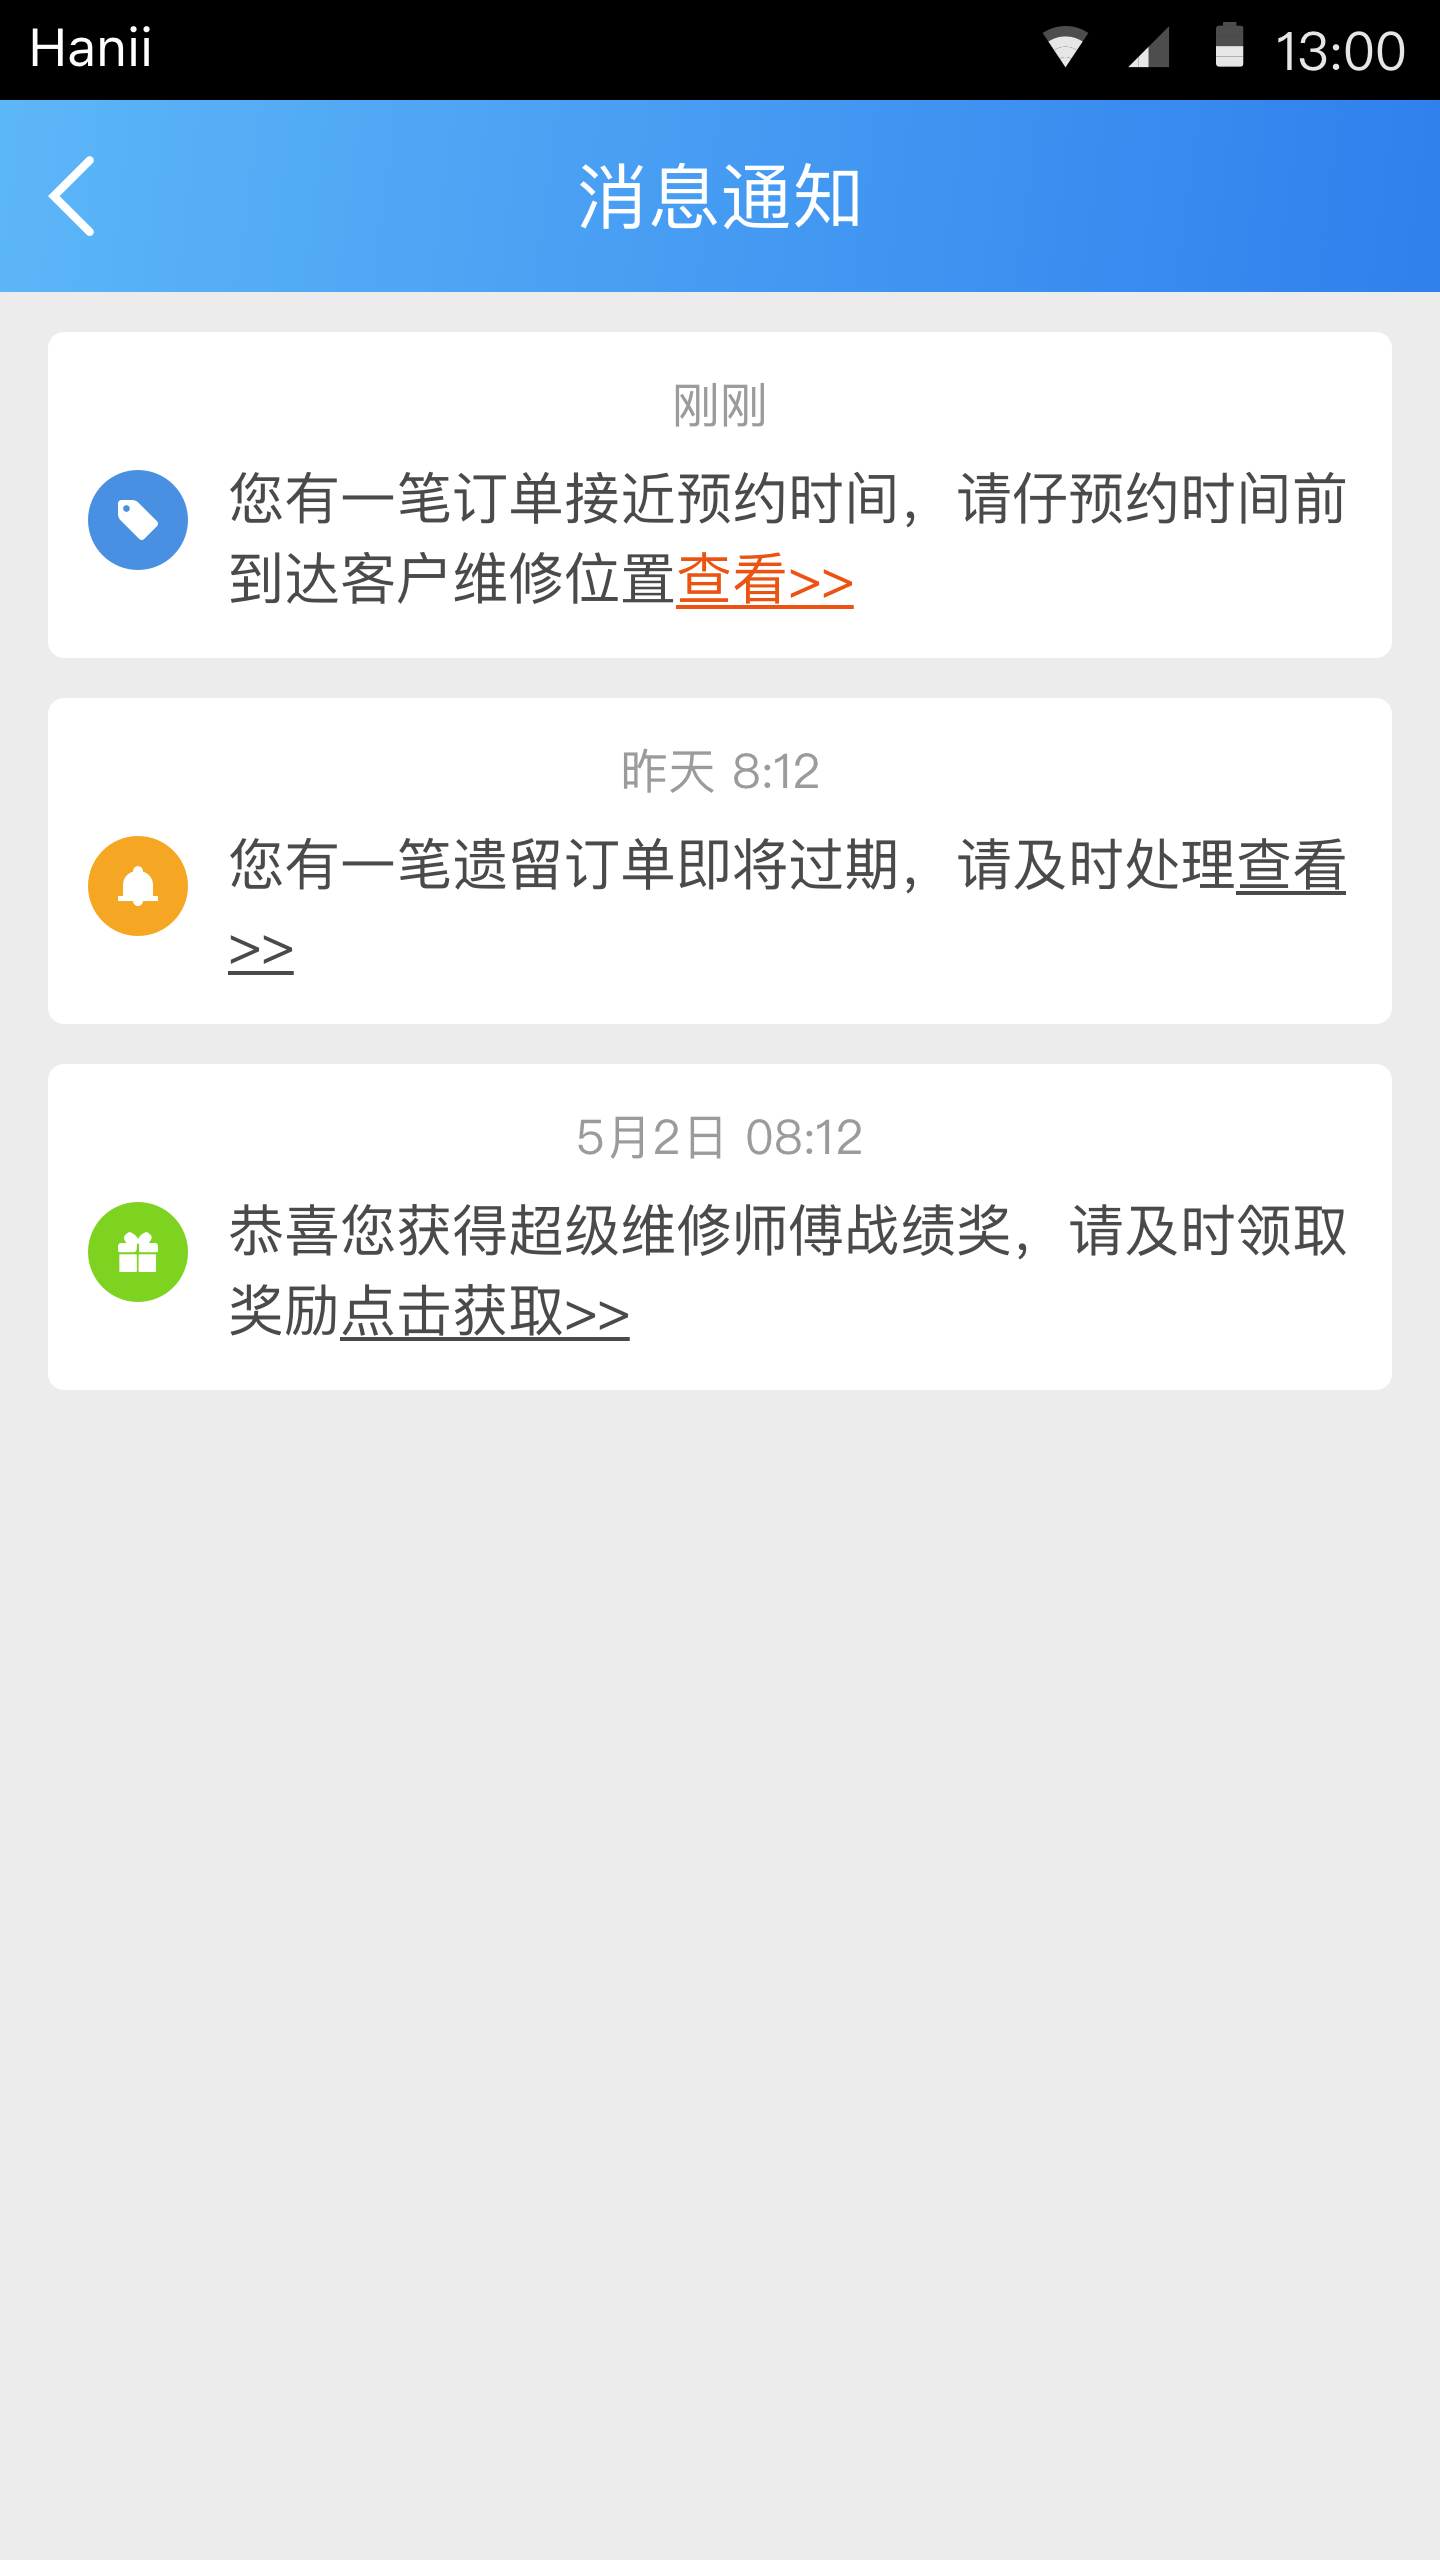 Hanii 13:00
消息通知
刚刚
您有一笔订单接近预约时间，请仔预约时间前
到达客户维修位置查看>>
昨天 8:12
您有一笔遗留订单即将过期，请及时处理查看
>>
5月2日 08:12
恭喜您获得超级维修师傅战绩奖，请及时领取
奖励点击获取>>